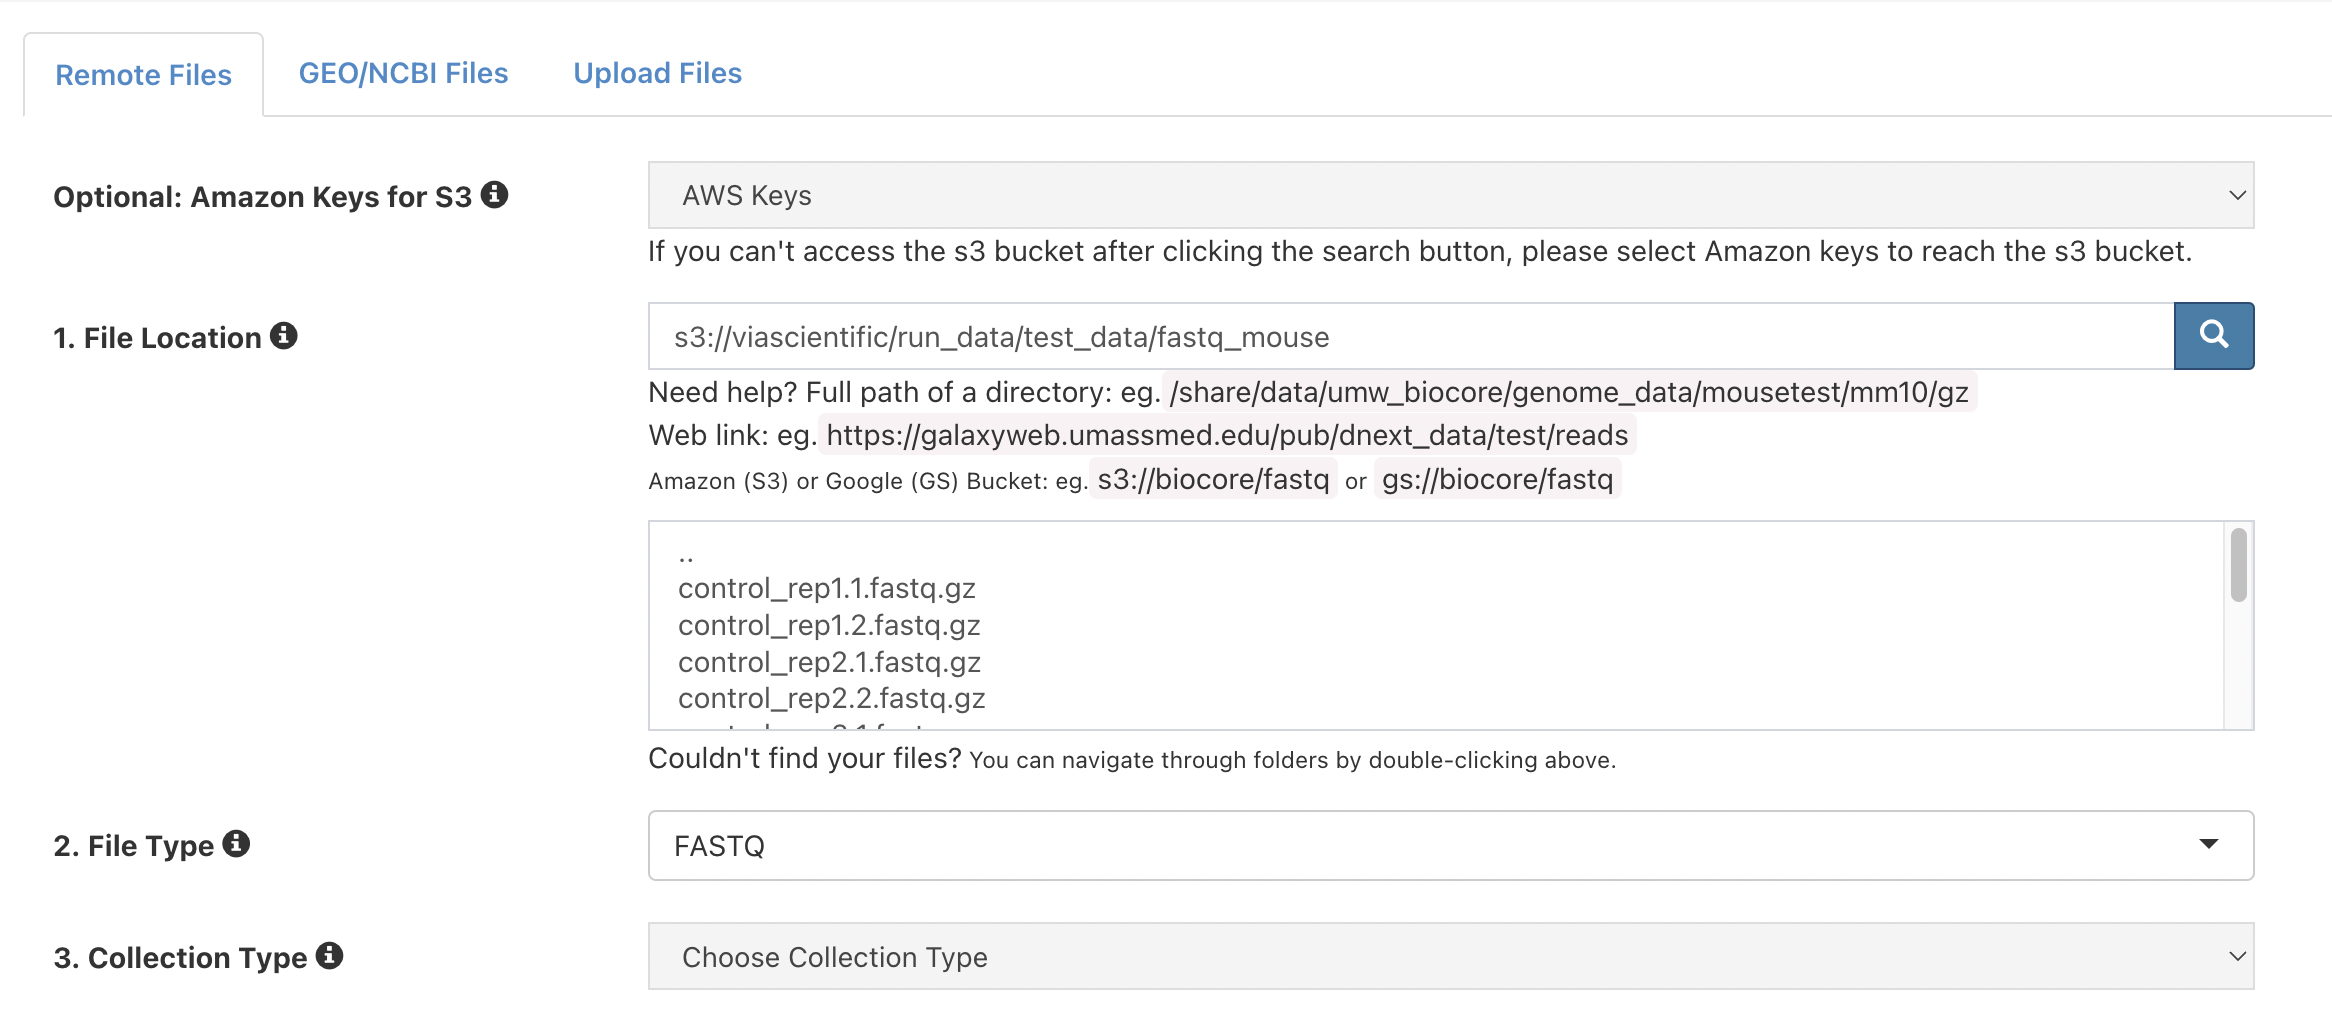 Remote Files GEO/NCBI Files Upload Files
Optional: Amazon Keys for S3 AWS Keys
If you can't access the s3 bucket after clicking the search button, please select Amazon keys to reach the s3 bucket.
1. File Location s3://viascientific/run_data/test_data/fastq_mouse
Need help? Full path of a directory: eg. /share/data/umw_biocore/genome_data/mousetest/mm10/gz
Web link: eg. https://galaxyweb.umassmed.edu/pub/dnext_data/test/reads
Amazon (S3) or Google (GS) Bucket: eg. s3://biocore/fastq or gs://biocore/fastq
..
control_rep1.1.fastq.gz
control_rep1.2.fastq.gz
control_rep2.1.fastq.gz
control_rep2.2.fastq.gz
Couldn't find your files? You can navigate through folders by double-clicking above.
2. File Type FASTQ
3. Collection Type Choose Collection Type